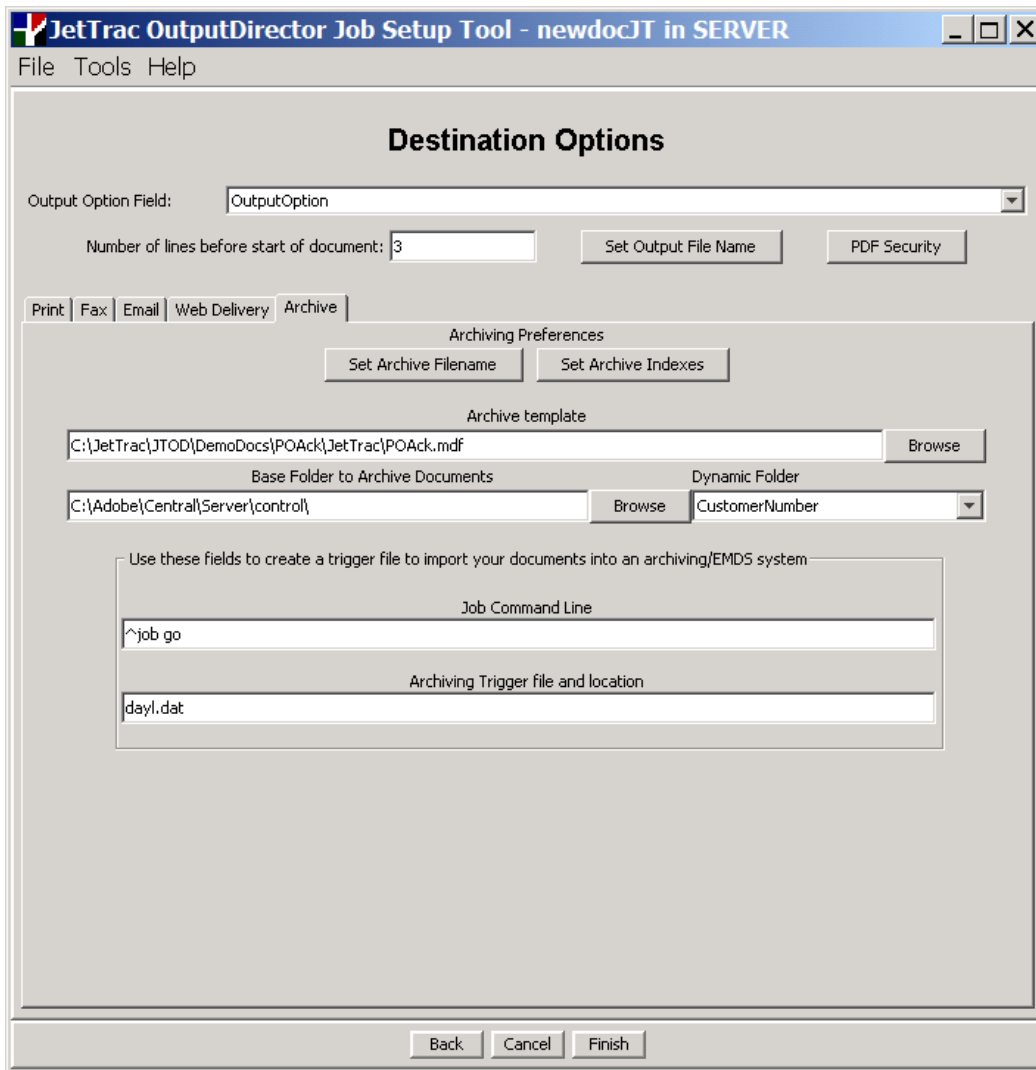 JetTrac OutputDirector Job Setup Tool - newdocJT in SERVER
File Tools Help
Destination Options
Output Option Field: OutputOption
Number of lines before start of document: 3 Set Output File Name PDF Security
Print Fax Email Web Delivery Archive
Archiving Preferences
Set Archive Filename Set Archive Indexes
Archive template
C:\JetTrac\JTOD\DemoDocs\POAck\JetTrac\POAck.mdf Browse
Base Folder to Archive Documents Dynamic Folder
C:\Adobe\Central\Server\control\ Browse CustomerNumber
Use these fields to create a trigger file to import your documents into an archiving/EMDS system
Job Command Line
^job go
Archiving Trigger file and location
dayl.dat
Back Cancel Finish